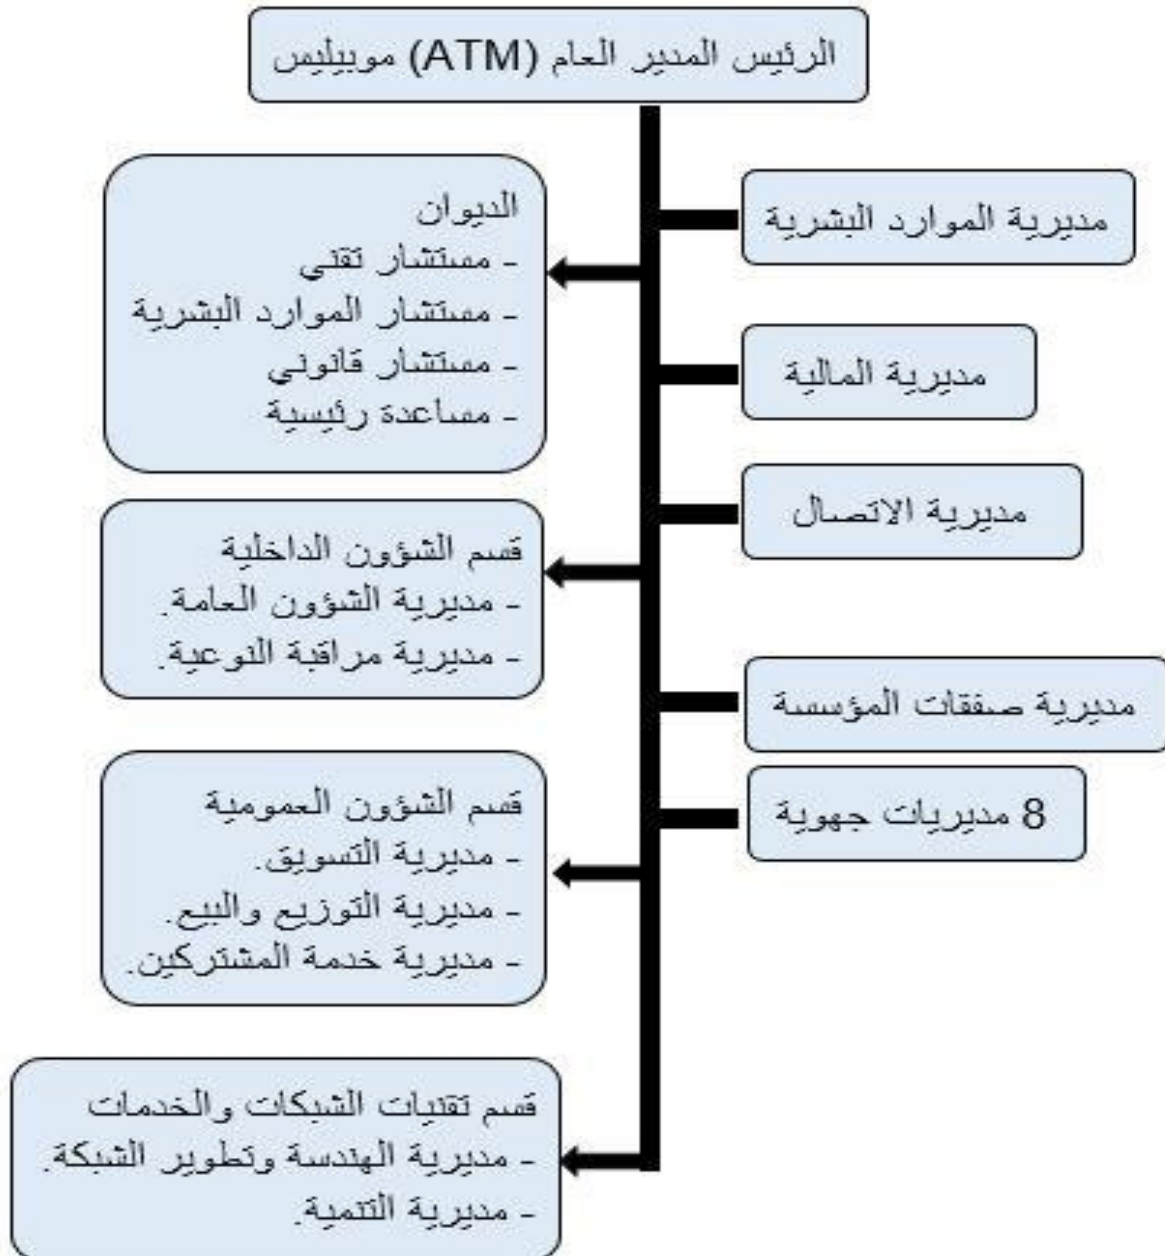 الرئيس المدير العام (ATM) موبيليس
مديرية الموارد البشرية
مديرية المالية
مديرية الاتصال
مديرية صفقات المؤسسة
8 مديريات جهوية
الديوان
- مستشار تقني
- مستشار الموارد البشرية
- مستشار قانوني
- مساعدة رئيسية
قسم الشؤون الداخلية
- مديرية الشؤون العامة.
- مديرية مراقبة النوعية.
قسم الشؤون العمومية
- مديرية التسويق.
- مديرية التوزيع والبيع.
- مديرية خدمة المشتركين.
قسم تقنيات الشبكات والخدمات
- مديرية الهندسة وتطوير الشبكة.
- مديرية التنمية.